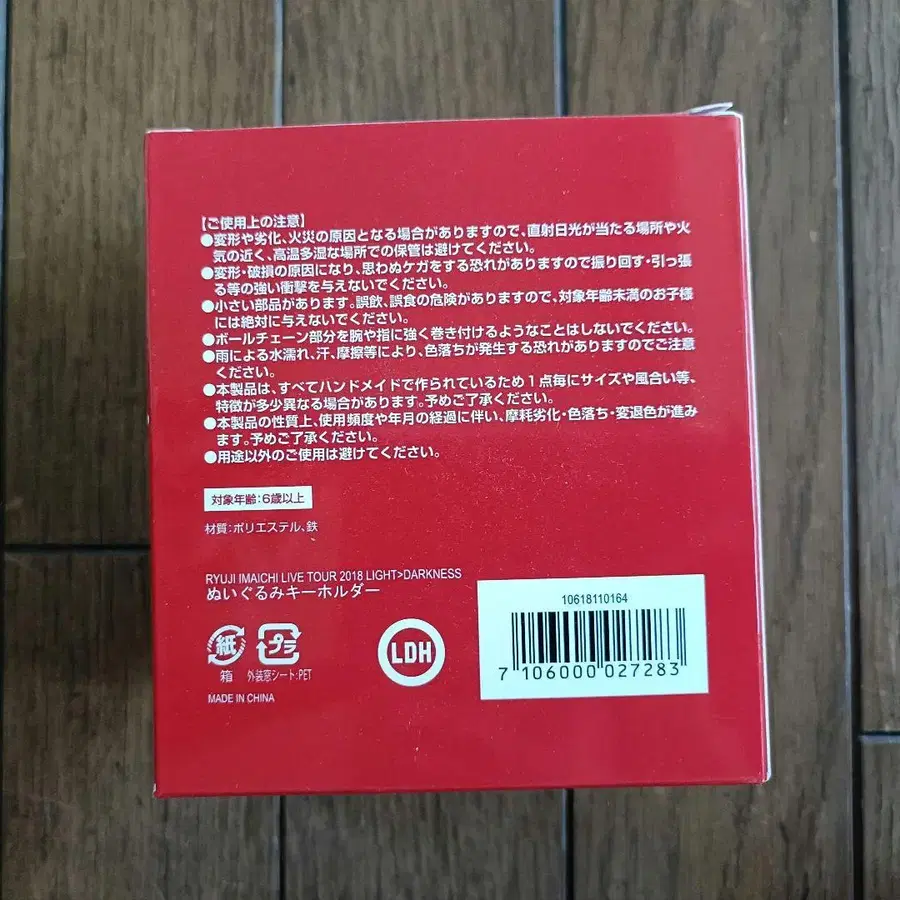 【ご使用上の注意】
●変形や劣化、火災の原因となる場合がありますので、直射日光が当たる場所や火
気の近く、高温多湿な場所での保管は避けてください。
●変形・破損の原因になり、思わぬケガをする恐れがありますので振り回す・引っ張
る等の強い衝撃を与えないでください。
●小さい部品があります。誤飲、誤食の危険がありますので、対象年齢未満のお子様
には絶対に与えないでください。
●ボールチェーン部分を腕や指に強く巻き付けるようなことはしないでください。
●雨による水濡れ、汗、摩擦等により、色落ちが発生する恐れがありますのでご注意
ください。
●本製品は、すべてハンドメイドで作られているため1点毎にサイズや風合い等、
特徴が多少異なる場合があります。予めご了承ください。
●本製品の性質上、使用頻度や年月の経過に伴い、摩耗劣化・色落ち・変退色が進み
ます。予めご了承ください。
●用途以外のご使用は避けてください。
対象年齢:6歳以上
材質:ポリエステル、鉄
RYUJI IMAICHI LIVE TOUR 2018 LIGHT>DARKNESS
ぬいぐるみキーホルダー
紙 プラ
箱 外装窓シート:PET
MADE IN CHINA
LDH
10618110164
7 106000 027283